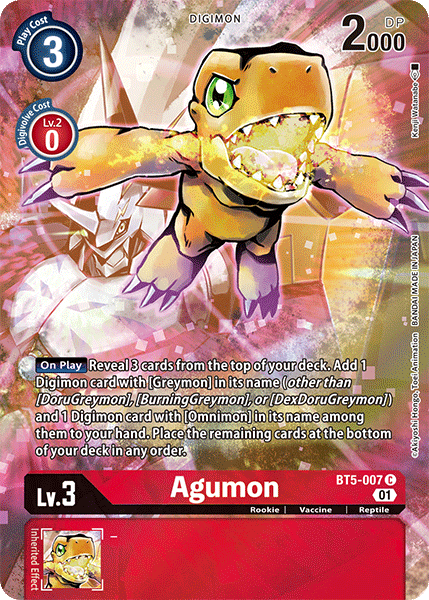 DIGIMON
Play Cost
3
DP
2000
Digivolve Cost
Lv.2
0
Kenji Watanabe
©Akiyoshi Hongo, Toei Animation BANDAI MADE IN JAPAN
On Play Reveal 3 cards from the top of your deck. Add 1
Digimon card with [Greymon] in its name (other than
[DoruGreymon], [BurningGreymon], or [DexDoruGreymon])
and 1 Digimon card with [Omnimon] in its name among
them to your hand. Place the remaining cards at the bottom
of your deck in any order.
Lv.3
Agumon
BT5-007 C
01
Rookie | Vaccine | Reptile
Inherited Effect
–